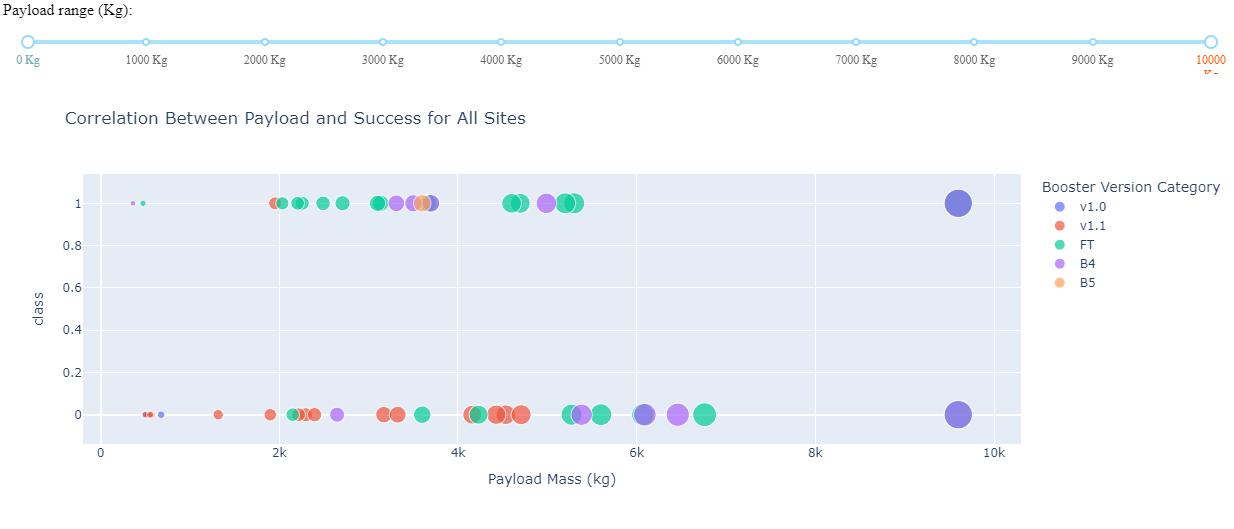 Payload range (Kg):
0 Kg 1000 Kg 2000 Kg 3000 Kg 4000 Kg 5000 Kg 6000 Kg 7000 Kg 8000 Kg 9000 Kg 10000
Correlation Between Payload and Success for All Sites
Booster Version Category
v1.0
v1.1
FT
B4
B5
1
0.8
0.6
0.4
0.2
0
class
0 2k 4k 6k 8k 10k
Payload Mass (kg)